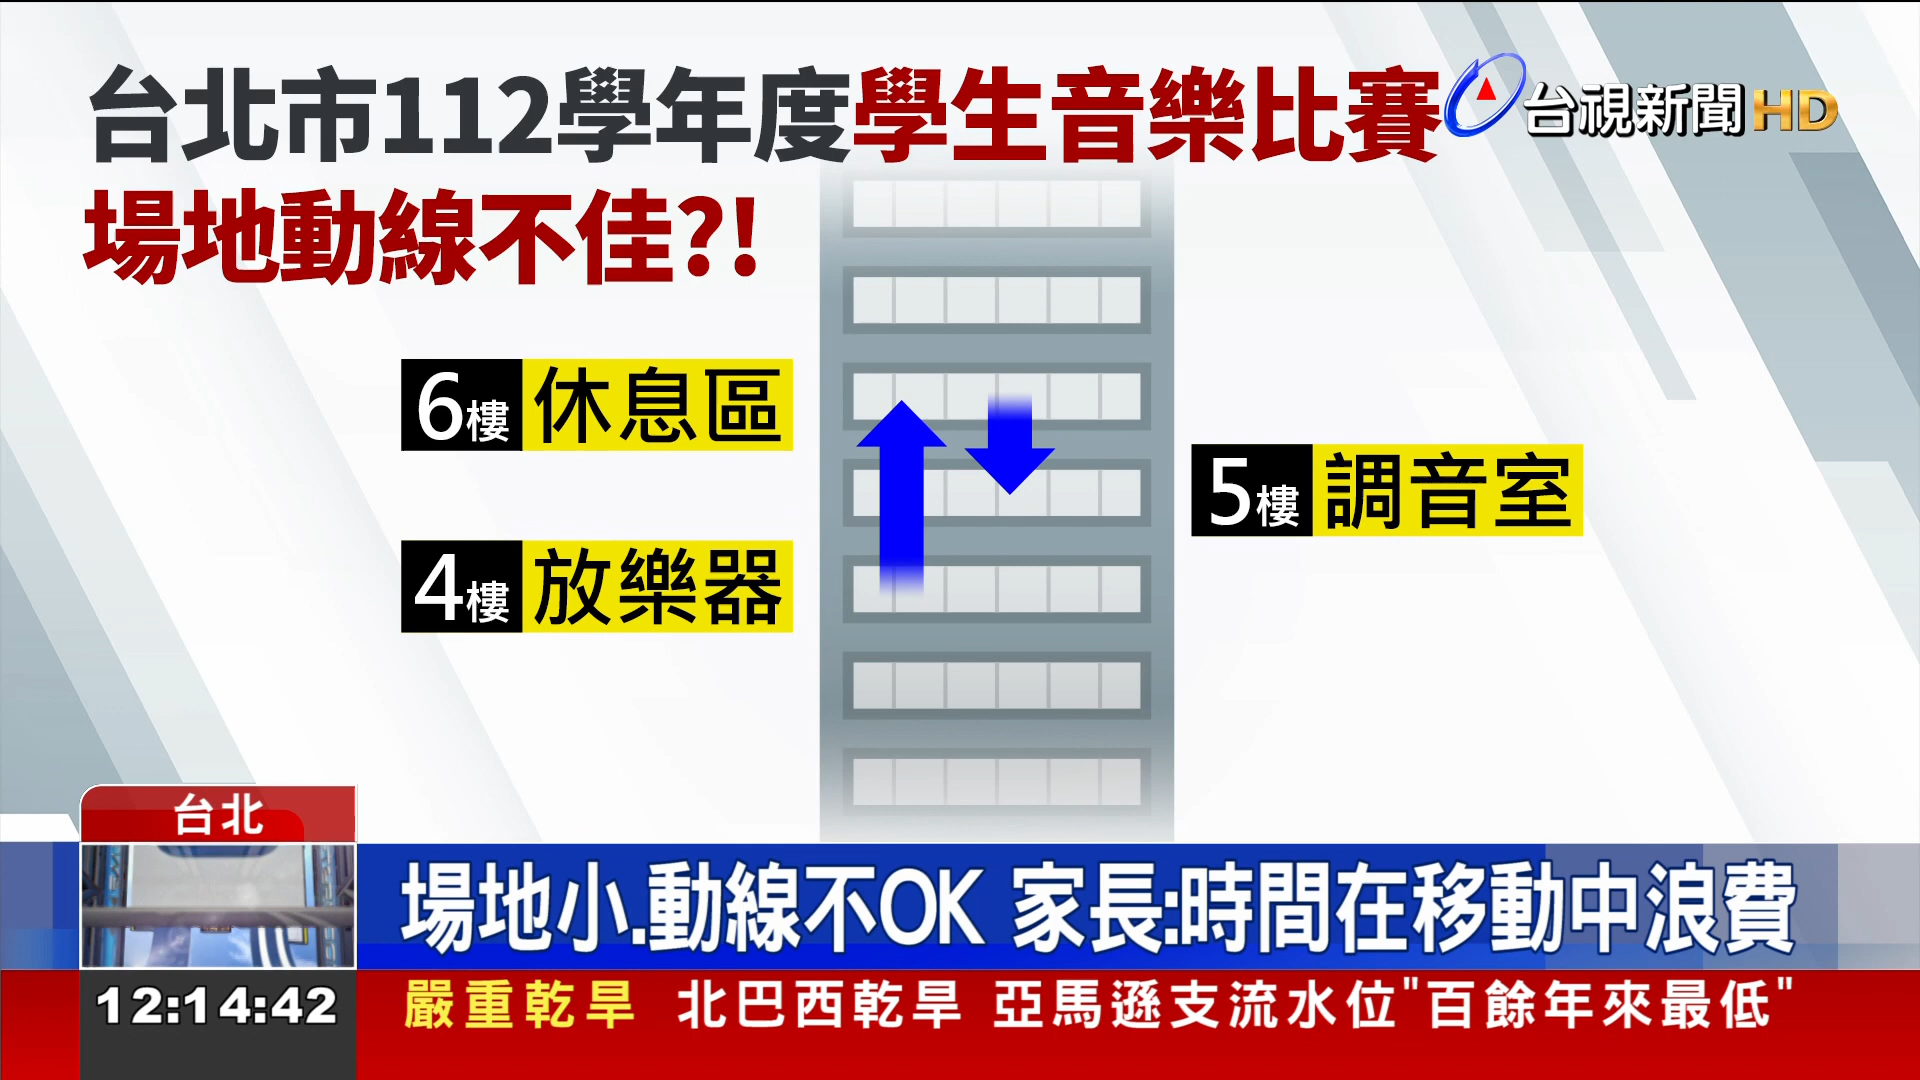 台北市112學年度學生音樂比賽
台視新聞HD
場地動線不佳?!
6樓 休息區
5樓 調音室
4樓 放樂器
台北
場地小.動線不OK 家長:時間在移動中浪費
12:14:42
嚴重乾旱 北巴西乾旱 亞馬遜支流水位"百餘年來最低"